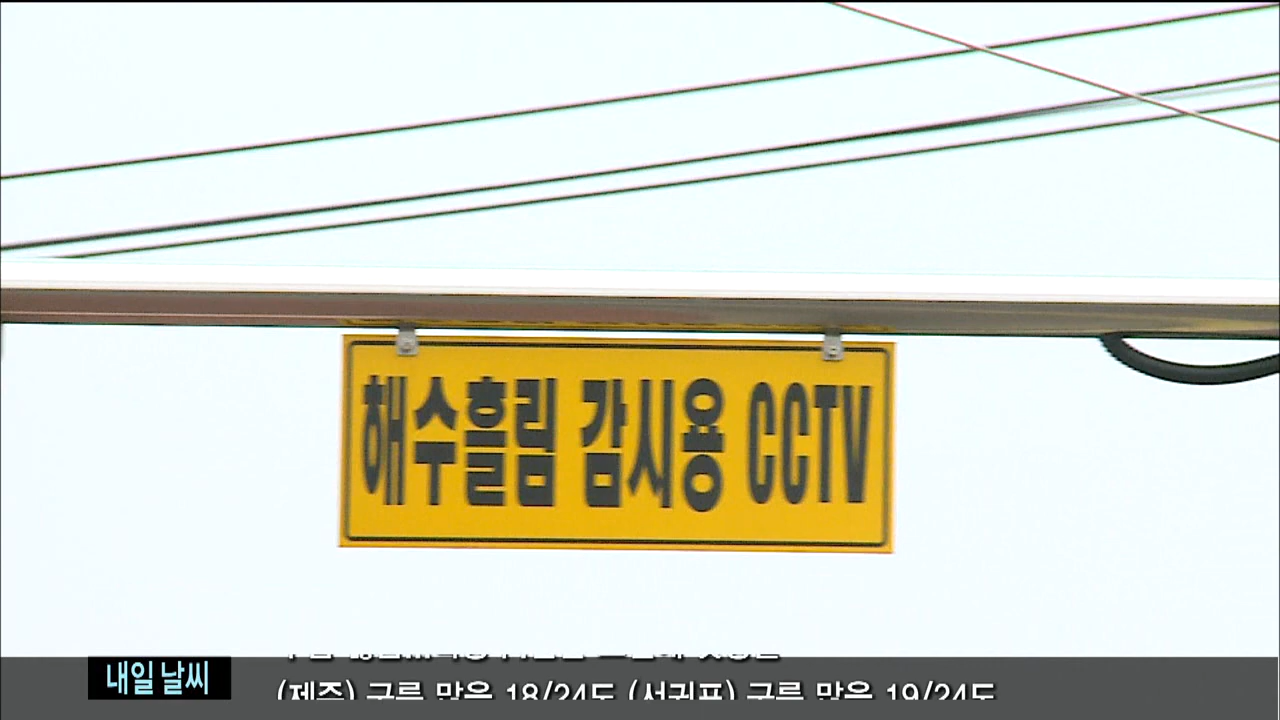 해수흘림 감시용 CCTV
내일 날씨
(제주) 구름 많음 18/24도 (서귀포) 구름 많음 19/24도